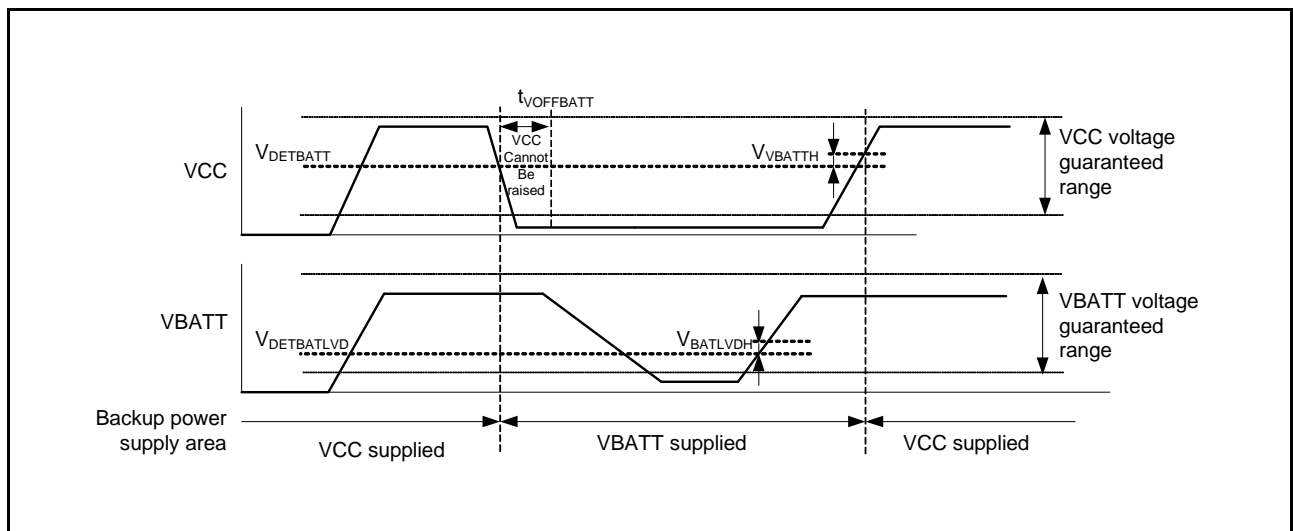 tVOFFBATT
VCC
Cannot
Be
raised
VDETBATT
VVBATTH
VCC
VCC voltage
guaranteed
range
VBATT
VDETBATLVD
VBATLVDH
VBATT voltage
guaranteed
range
Backup power
supply area
VCC supplied
VBATT supplied
VCC supplied